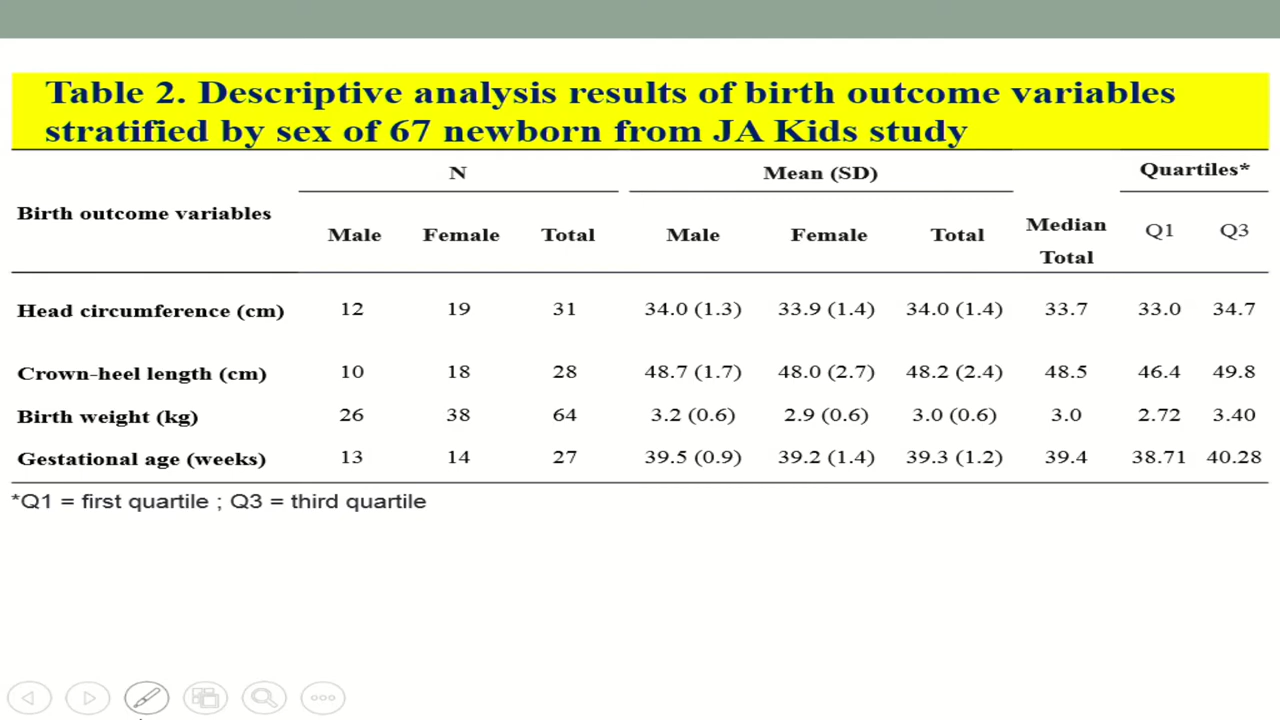 Table 2. Descriptive analysis results of birth outcome variables
stratified by sex of 67 newborn from JA Kids study
N Mean (SD) Quartiles*
Birth outcome variables
Male Female Total Male Female Total Median Total Q1 Q3
Head circumference (cm) 12 19 31 34.0 (1.3) 33.9 (1.4) 34.0 (1.4) 33.7 33.0 34.7
Crown-heel length (cm) 10 18 28 48.7 (1.7) 48.0 (2.7) 48.2 (2.4) 48.5 46.4 49.8
Birth weight (kg) 26 38 64 3.2 (0.6) 2.9 (0.6) 3.0 (0.6) 3.0 2.72 3.40
Gestational age (weeks) 13 14 27 39.5 (0.9) 39.2 (1.4) 39.3 (1.2) 39.4 38.71 40.28
*Q1 = first quartile ; Q3 = third quartile